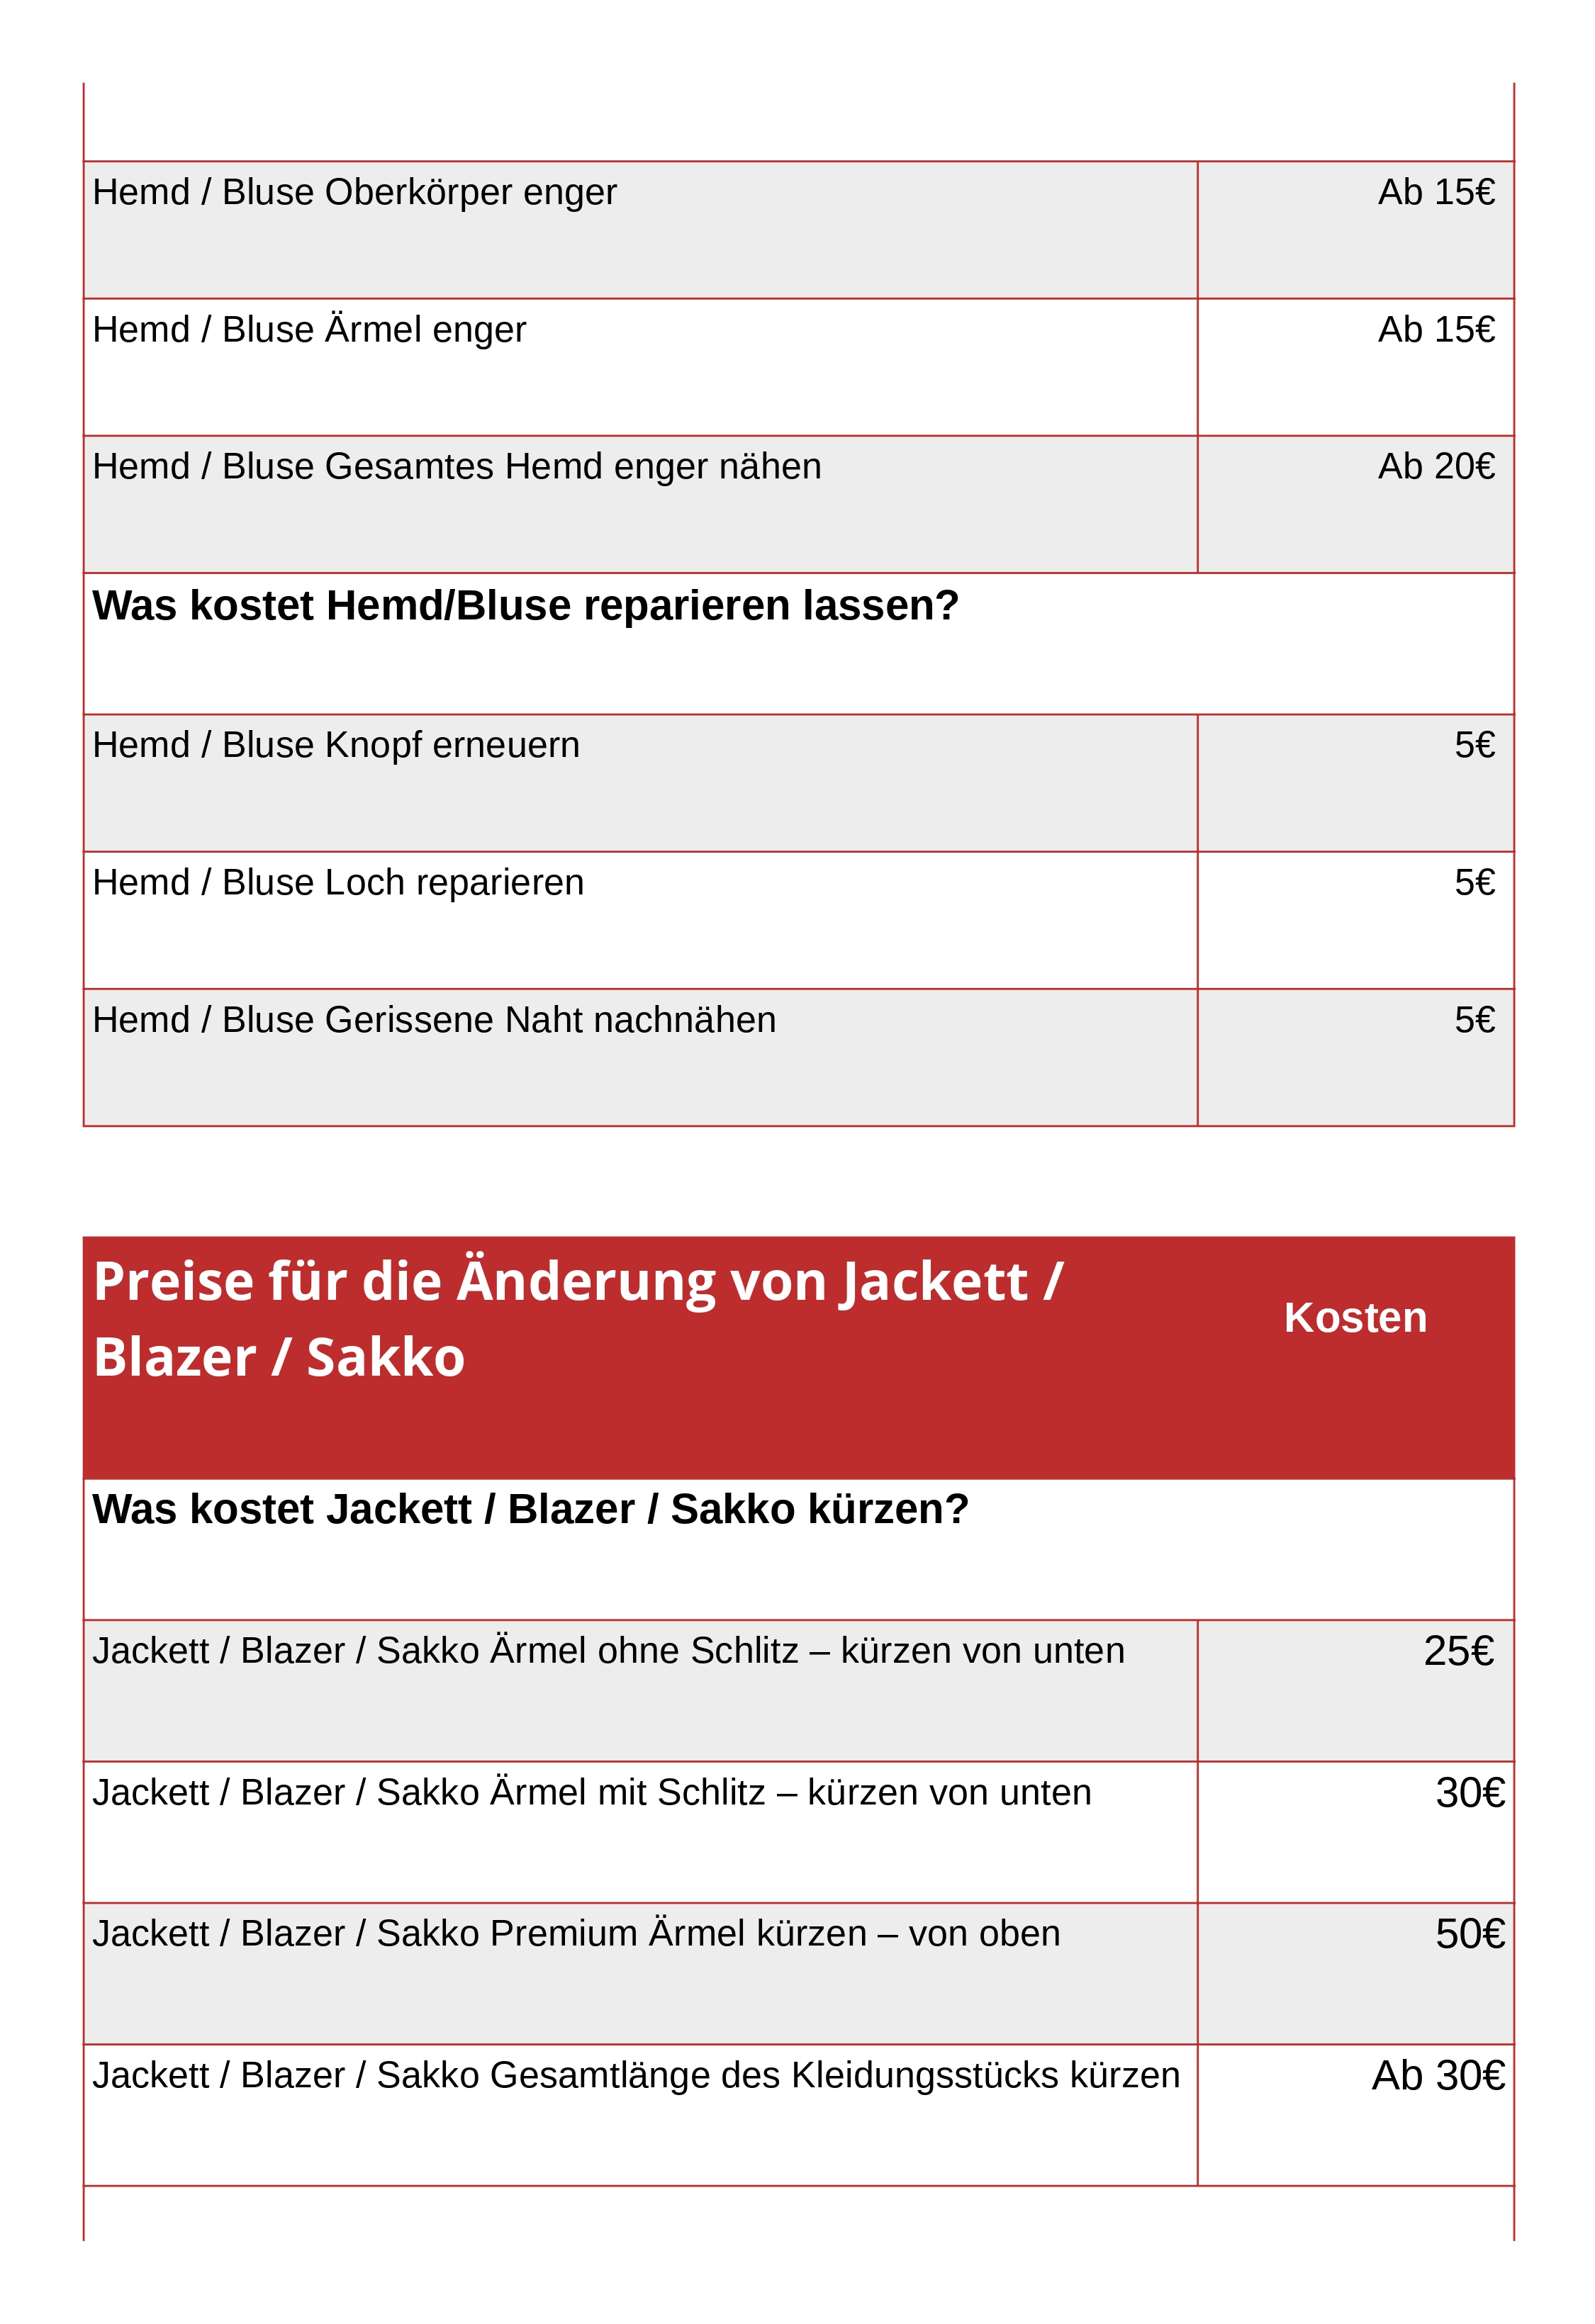 Hemd / Bluse Oberkörper enger Ab 15€
Hemd / Bluse Ärmel enger Ab 15€
Hemd / Bluse Gesamtes Hemd enger nähen Ab 20€
Was kostet Hemd/Bluse reparieren lassen?
Hemd / Bluse Knopf erneuern 5€
Hemd / Bluse Loch reparieren 5€
Hemd / Bluse Gerissene Naht nachnähen 5€
Preise für die Änderung von Jackett /
Blazer / Sakko
Kosten
Was kostet Jackett / Blazer / Sakko kürzen?
Jackett / Blazer / Sakko Ärmel ohne Schlitz – kürzen von unten 25€
Jackett / Blazer / Sakko Ärmel mit Schlitz – kürzen von unten 30€
Jackett / Blazer / Sakko Premium Ärmel kürzen – von oben 50€
Jackett / Blazer / Sakko Gesamtlänge des Kleidungsstücks kürzen Ab 30€